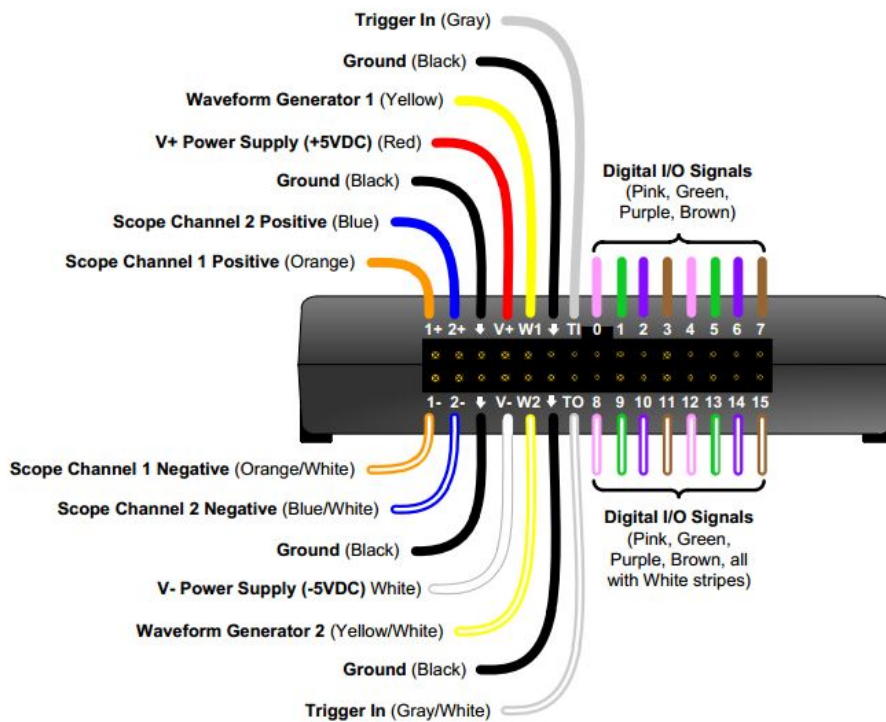 Trigger In (Gray)
Ground (Black)
Waveform Generator 1 (Yellow)
V+ Power Supply (+5VDC) (Red)
Ground (Black)
Scope Channel 2 Positive (Blue)
Scope Channel 1 Positive (Orange)
Digital I/O Signals
(Pink, Green,
Purple, Brown)
1+ 2+ V+ W1 TI 0 1 2 3 4 5 6 7
1- 2- V- W2 TO 8 9 10 11 12 13 14 15
Scope Channel 1 Negative (Orange/White)
Scope Channel 2 Negative (Blue/White)
Ground (Black)
V- Power Supply (-5VDC) White)
Waveform Generator 2 (Yellow/White)
Ground (Black)
Trigger In (Gray/White)
Digital I/O Signals
(Pink, Green,
Purple, Brown, all
with White stripes)